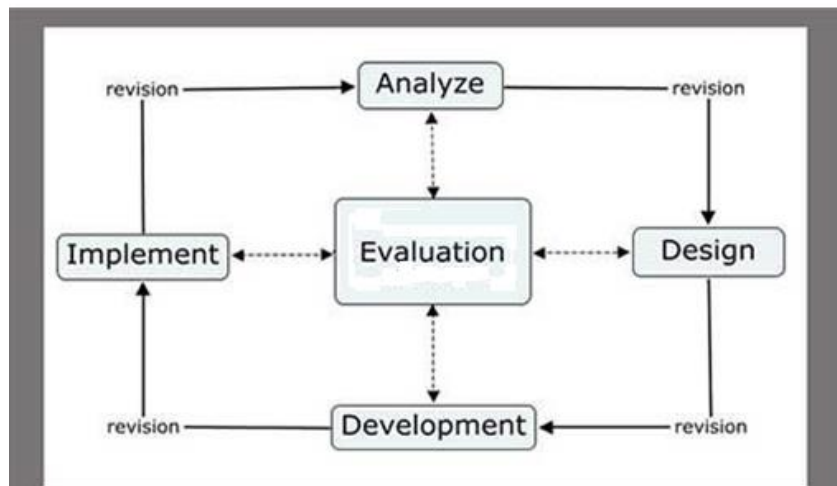 revision
Analyze
revision
Implement
Evaluation
Design
revision
Development
revision